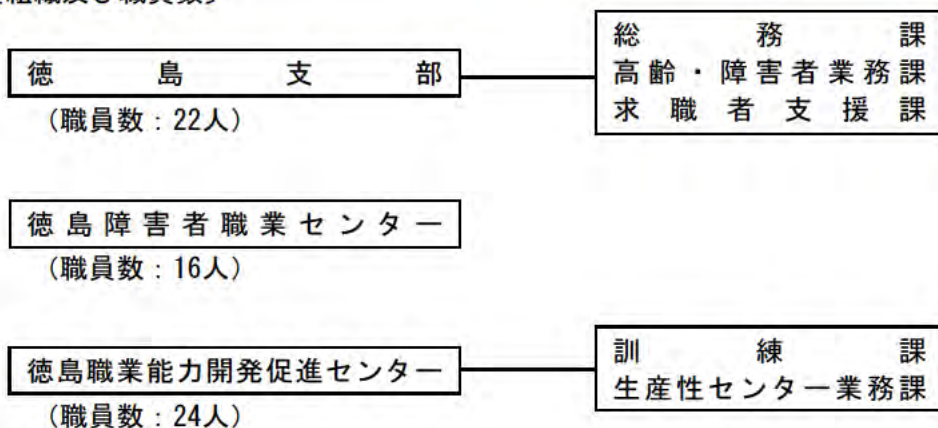 総務課
徳島支部
高齢・障害者業務課
求職者支援課
(職員数：22人)
徳島障害者職業センター
(職員数：16人)
訓練課
徳島職業能力開発促進センター
生産性センター業務課
(職員数：24人)